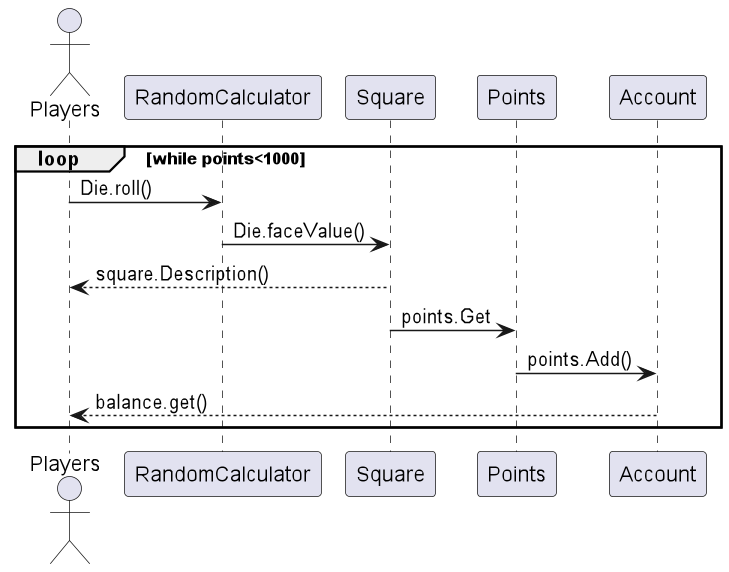 Players
RandomCalculator
Square
Points
Account
loop
[while points<1000]
Die.roll()
Die.faceValue()
square.Description()
points.Get
points.Add()
balance.get()
Players
RandomCalculator
Square
Points
Account